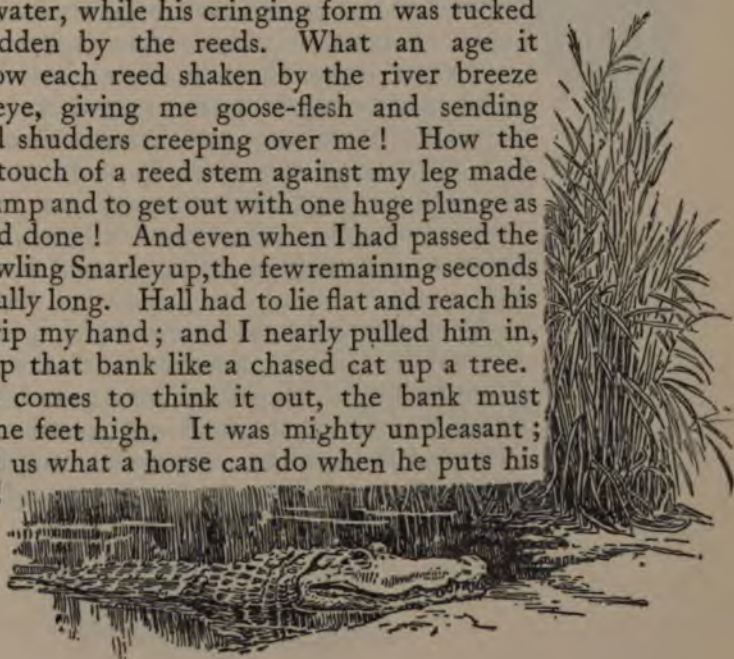 water, while his cringing form was tucked
dden by the reeds. What an age it
ow each reed shaken by the river breeze
eye, giving me goose-flesh and sending
shudders creeping over me !  How the
touch of a reed stem against my leg made
mp and to get out with one huge plunge as
d done !  And even when I had passed the
wling Snarleyup, the few remaining seconds
ully long.  Hall had to lie flat and reach his
rip my hand ; and I nearly pulled him in,
p that bank like a chased cat up a tree.
comes to think it out, the bank must
ne feet high.  It was mighty unpleasant ;
us what a horse can do when he puts his